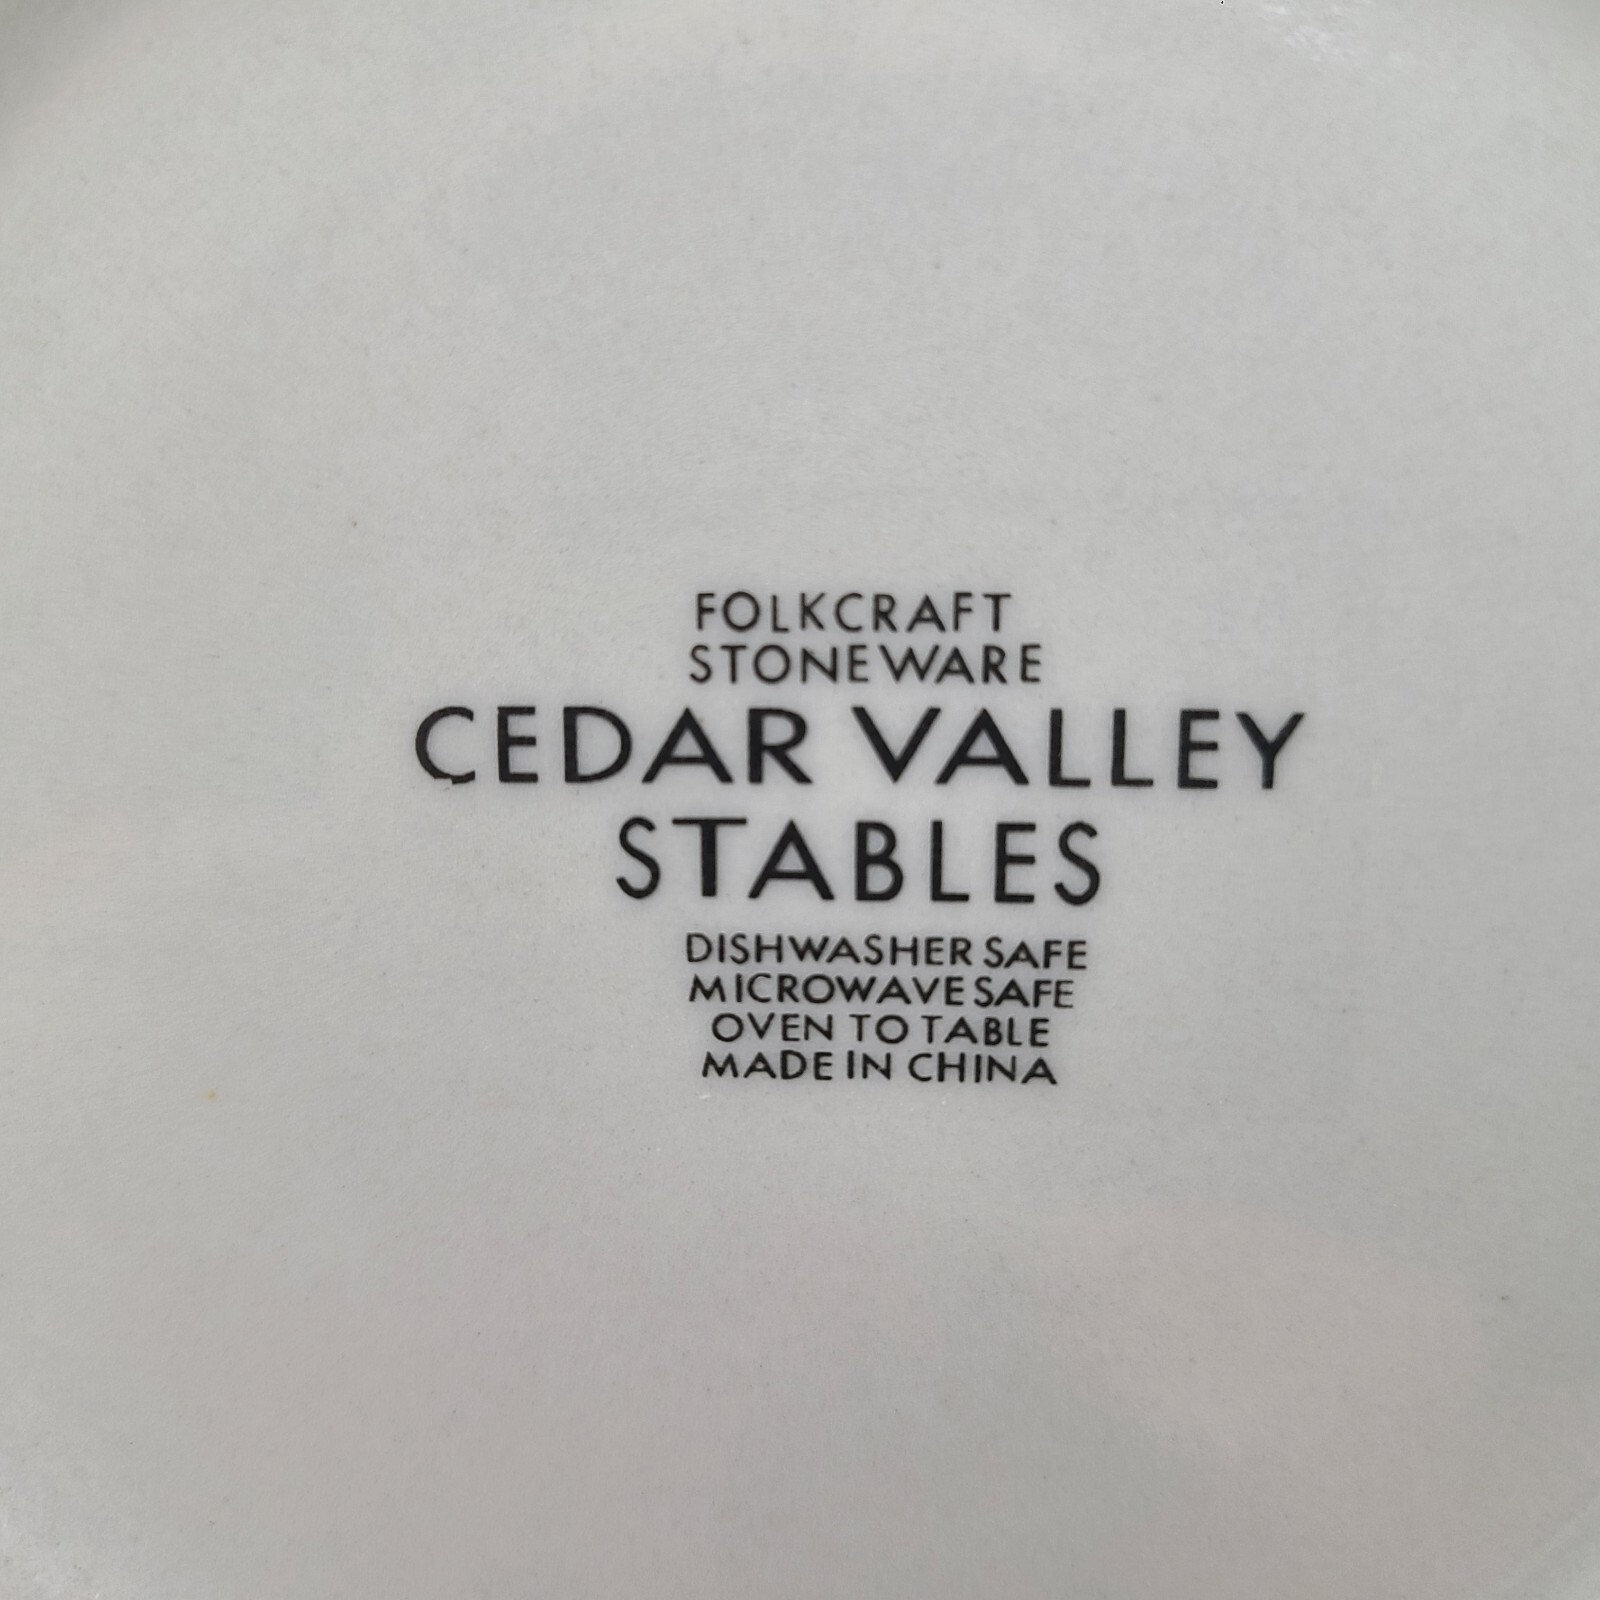 FOLKCRAFT
STONEWARE
CEDAR VALLEY
STABLES
DISHWASHER SAFE
MICROWAVE SAFE
OVEN TO TABLE
MADE IN CHINA